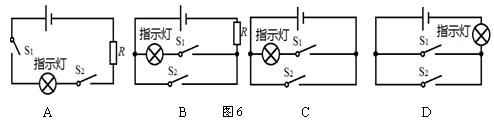 S1 指示灯 S2 R
指示灯 S1 S2 R
指示灯 S1 S2
S1 S2 指示灯
A B 图6 C D